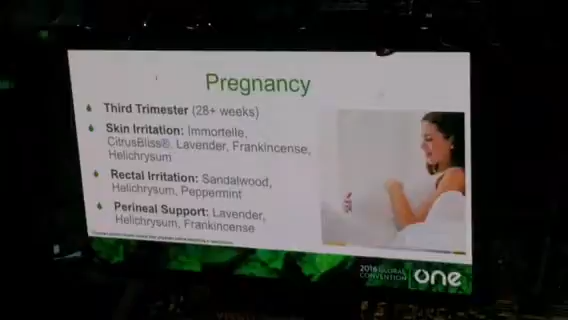 Pregnancy
Third Trimester (28+ weeks)
Skin Irritation: Immortelle,
CitrusBliss®, Lavender, Frankincense,
Helichrysum
Rectal Irritation: Sandalwood,
Helichrysum, Peppermint
Perineal Support: Lavender,
Helichrysum, Frankincense
2016 GLOBAL
CONVENTION
one